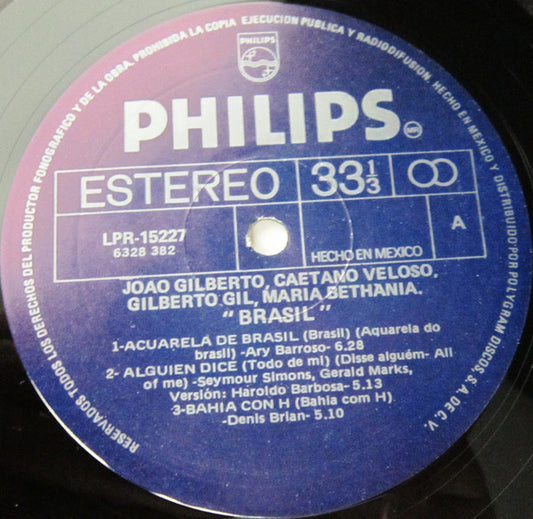 RESERVADOS TODOS LOS DERECHOS DEL PRODUCTOR FONOGRAFICO Y DE LA OBRA. PROHIBIDA LA COPIA EJECUCION PUBLICA Y RADIODIFUSION. HECHO EN MEXICO Y DISTRIBUIDO POR POLYGRAM DISCOS, S. A. DE C. V.
PHILIPS
PHILIPS
ESTEREO 33 1/3
LPR-15227
6328 382
A
HECHO EN MEXICO
JOAO GILBERTO, CAETANO VELOSO,
GILBERTO GIL, MARIA BETHANIA.
"BRASIL"
1-ACUARELA DE BRASIL (Brasil) (Aquarela do
brasil) -Ary Barroso- 6.28
2- ALGUIEN DICE (Todo de mi) (Disse alguém- All
of me) -Seymour Simons, Gerald Marks,
Versión: Haroldo Barbosa- 5.13
3-BAHIA CON H (Bahia com H)
-Denis Brian- 5.10